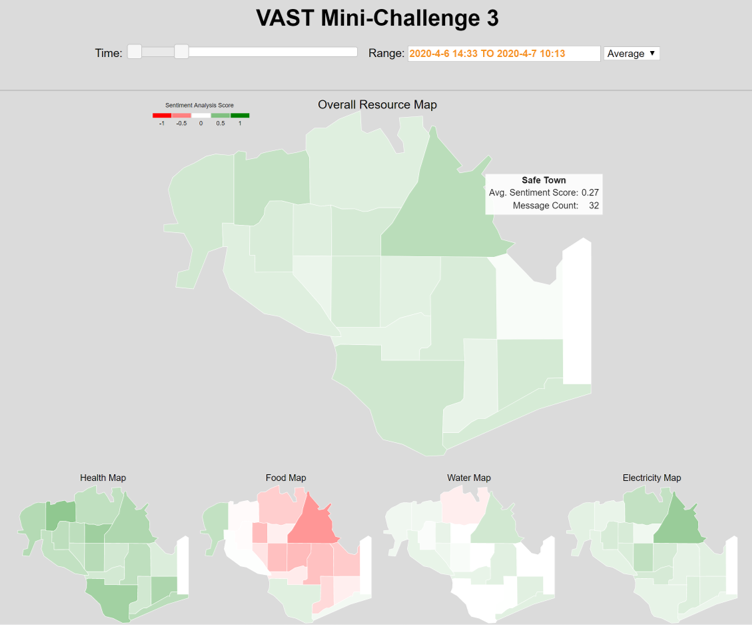 VAST Mini-Challenge 3
Time: Range: 2020-4-6 14:33 TO 2020-4-7 10:13 Average ▼
Sentiment Analysis Score
-1 -0.5 0 0.5 1
Overall Resource Map
Safe Town
Avg. Sentiment Score: 0.27
Message Count: 32
Health Map Food Map Water Map Electricity Map